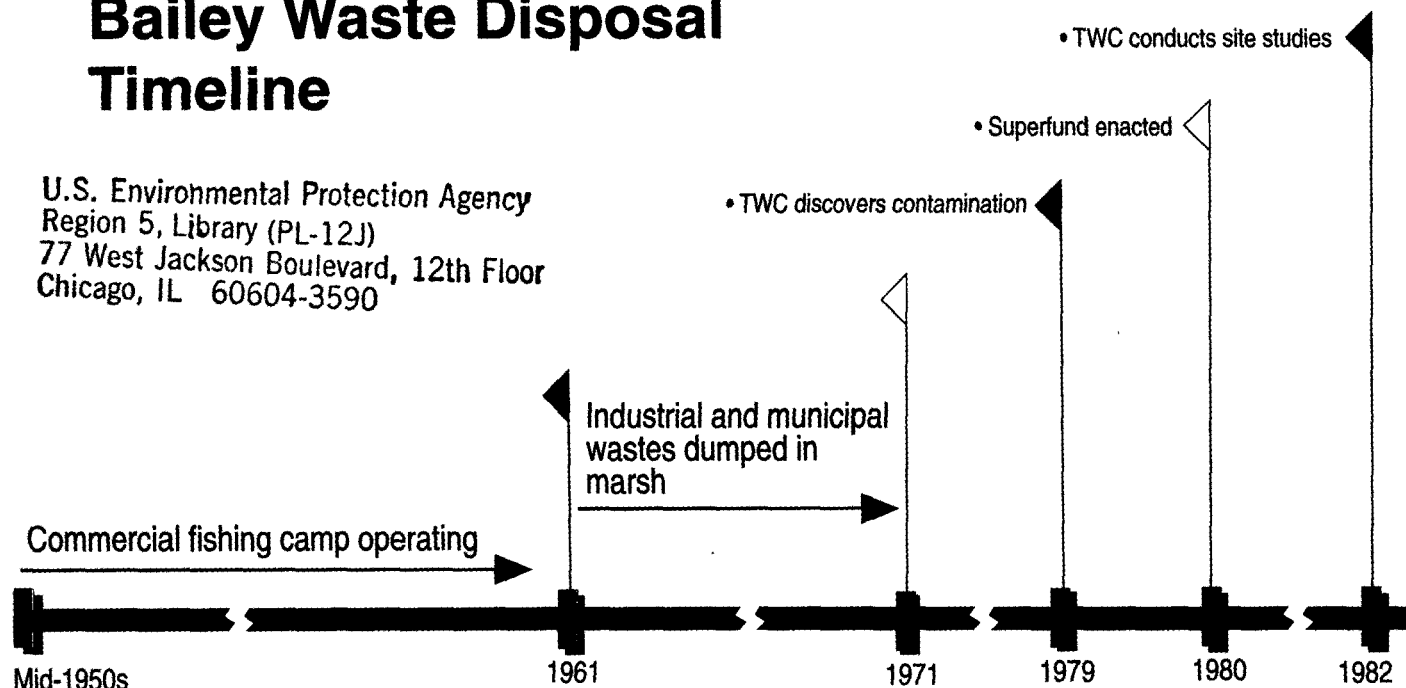 Bailey Waste Disposal
Timeline
• TWC conducts site studies
• Superfund enacted
• TWC discovers contamination
U.S. Environmental Protection Agency
Region 5, Library (PL-12J)
77 West Jackson Boulevard, 12th Floor
Chicago, IL 60604-3590
Industrial and municipal
wastes dumped in
marsh
Commercial fishing camp operating
Mid-1950s
1961
1971
1979
1980
1982